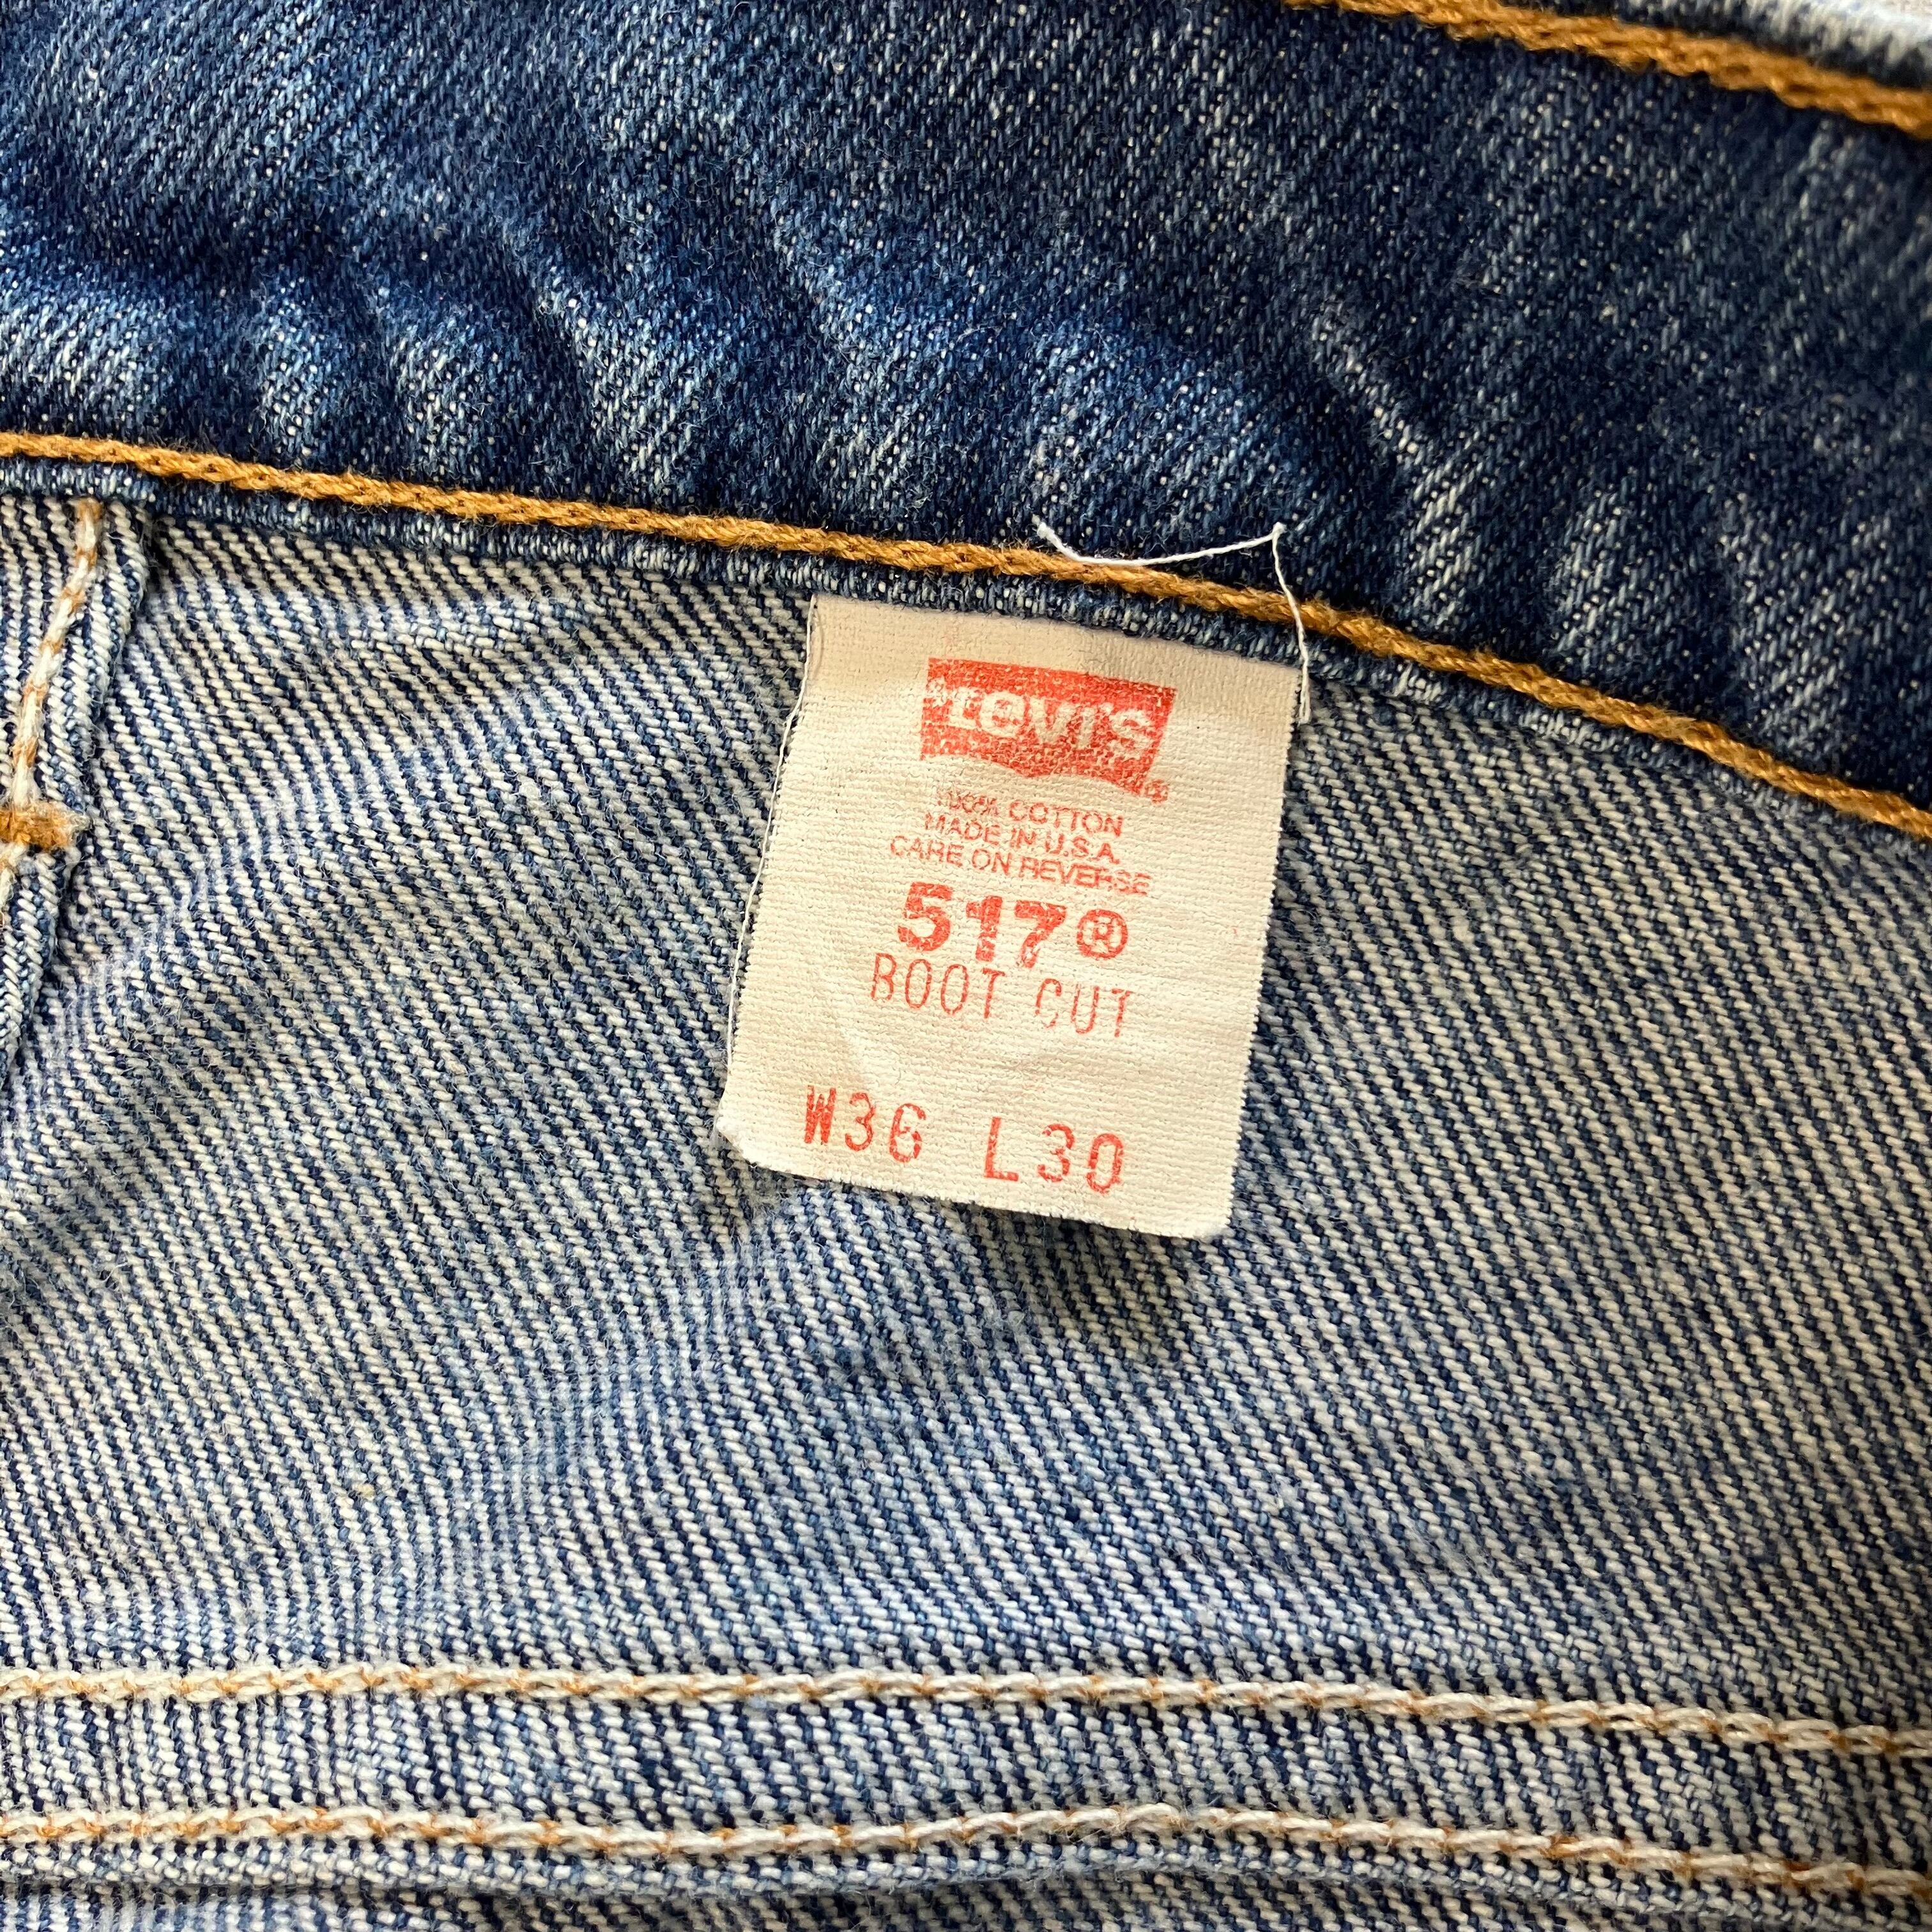 Levi's ®
100% COTTON
MADE IN U.S.A.
CARE ON REVERSE
517®
BOOT CUT
W36 L30